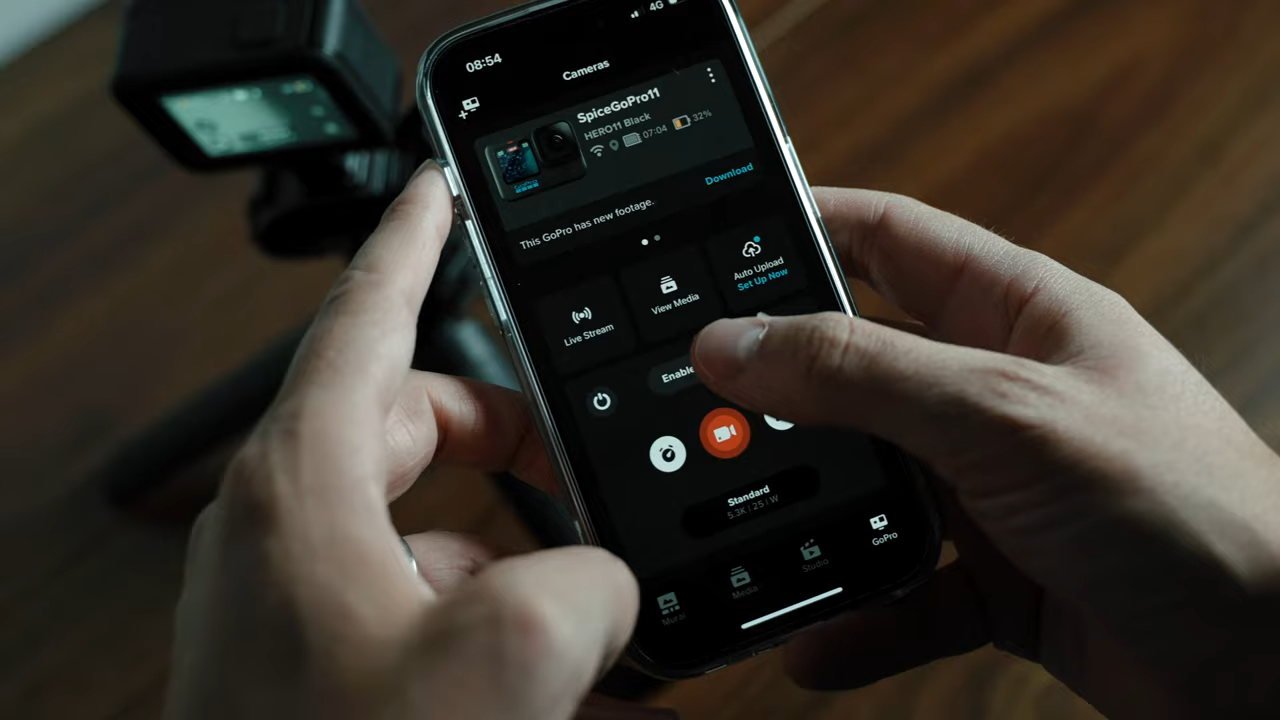 08:54
4G
Cameras
SpiceGoPro11
HERO11 Black
07:04
32%
Download
This GoPro has new footage.
Live Stream
View Media
Auto Upload
Set Up Now
Enable
Standard
5.3K | 25 | W
Mural
Media
Studio
GoPro